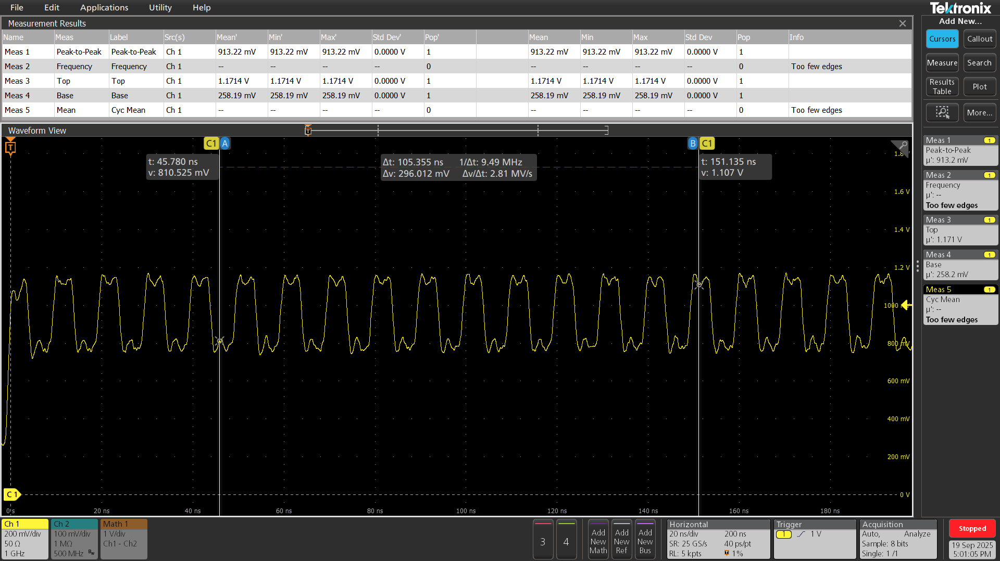 File Edit Applications Utility Help
Tektronix
Measurement Results
Add New...
Name Meas Label Src(s) Mean' Min' Max' Std Dev' Pop' Mean Min Max Std Dev Pop Info
Meas 1 Peak-to-Peak Peak-to-Peak Ch 1 913.22 mV 913.22 mV 913.22 mV 0.0000 V 1 913.22 mV 913.22 mV 913.22 mV 0.0000 V 1
Meas 2 Frequency Frequency Ch 1 -- -- -- -- 0 -- -- -- -- 0 Too few edges
Meas 3 Top Top Ch 1 1.1714 V 1.1714 V 1.1714 V 0.0000 V 1 1.1714 V 1.1714 V 1.1714 V 0.0000 V 1
Meas 4 Base Base Ch 1 258.19 mV 258.19 mV 258.19 mV 0.0000 V 1 258.19 mV 258.19 mV 258.19 mV 0.0000 V 1
Meas 5 Mean Cyc Mean Ch 1 -- -- -- -- 0 -- -- -- -- 0 Too few edges
Cursors Callout
Measure Search
Results
Table
Plot
More...
Waveform View
T
T
C1 A
B C1
t: 45.780 ns
v: 810.525 mV
Δt: 105.355 ns 1/Δt: 9.49 MHz
Δv: 296.012 mV Δv/Δt: 2.81 MV/s
t: 151.135 ns
v: 1.107 V
1.6 V
1.4 V
1.2 V
1000
800 mV
600 mV
400 mV
200 mV
0 V
C 1
0 s 20 ns 40 ns 60 ns 80 ns 100 ns 120 ns 140 ns 160 ns 180 ns
Meas 1 1
Peak-to-Peak
µ': 913.2 mV
Meas 2 1
Frequency
µ': --
Too few edges
Meas 3 1
Top
µ': 1.171 V
Meas 4 1
Base
µ': 258.2 mV
Meas 5 1
Cyc Mean
µ': --
Too few edges
Ch 1
200 mV/div
50 Ω
1 GHz
Ch 2
100 mV/div
1 MΩ
500 MHz Bw
Math 1
1 V/div
Ch1 - Ch2
3
4
Add
New
Math
Add
New
Ref
Add
New
Bus
Horizontal
20 ns/div 200 ns
SR: 25 GS/s 40 ps/pt
RL: 5 kpts T 1%
Trigger
1 1 V
Acquisition
Auto, Analyze
Sample: 8 bits
Single: 1 /1
Stopped
19 Sep 2025
5:01:05 PM